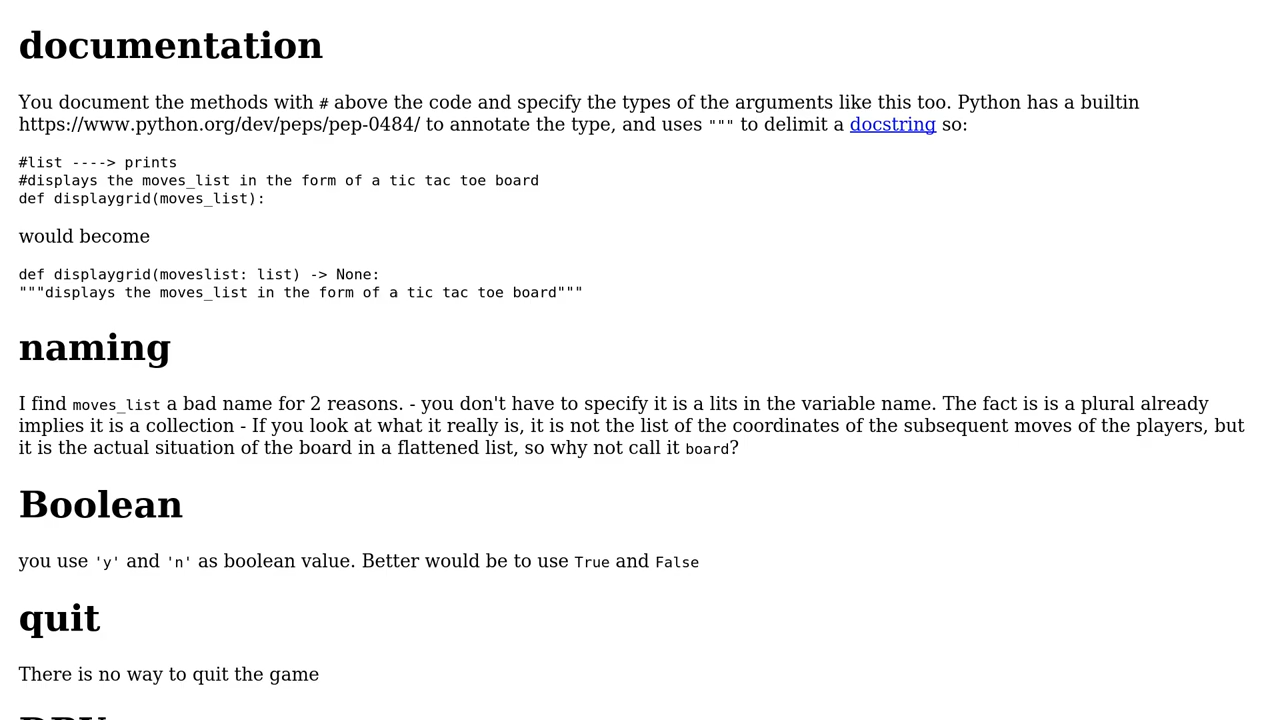 documentation
You document the methods with # above the code and specify the types of the arguments like this too. Python has a builtin
https://www.python.org/dev/peps/pep-0484/ to annotate the type, and uses """ to delimit a docstring so:
#list ----> prints
#displays the moves_list in the form of a tic tac toe board
def displaygrid(moves_list):
would become
def displaygrid(moveslist: list) -> None:
"""displays the moves_list in the form of a tic tac toe board"""
naming
I find moves_list a bad name for 2 reasons. - you don't have to specify it is a lits in the variable name. The fact is is a plural already
implies it is a collection - If you look at what it really is, it is not the list of the coordinates of the subsequent moves of the players, but
it is the actual situation of the board in a flattened list, so why not call it board?
Boolean
you use 'y' and 'n' as boolean value. Better would be to use True and False
quit
There is no way to quit the game